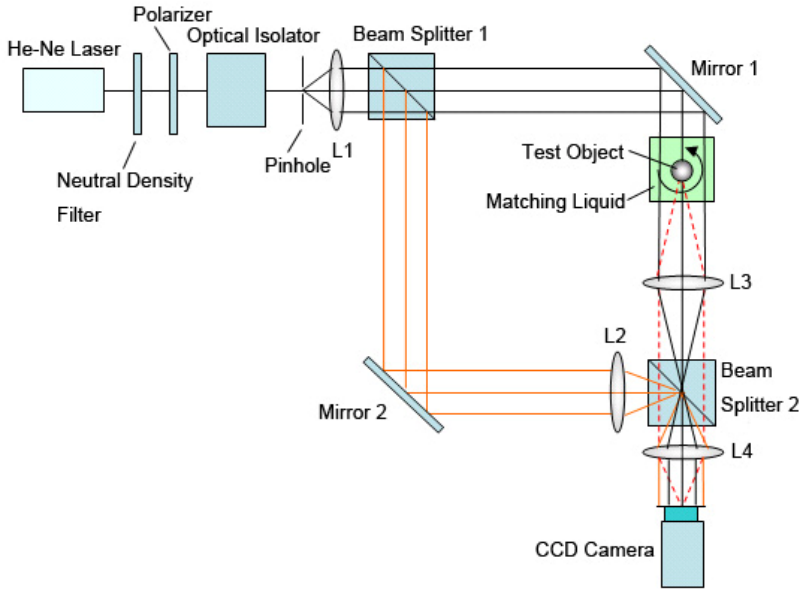 Polarizer
He-Ne Laser
Optical Isolator
Beam Splitter 1
Mirror 1
L1
Pinhole
Neutral Density
Filter
Test Object
Matching Liquid
L3
L2
Beam
Splitter 2
Mirror 2
L4
CCD Camera